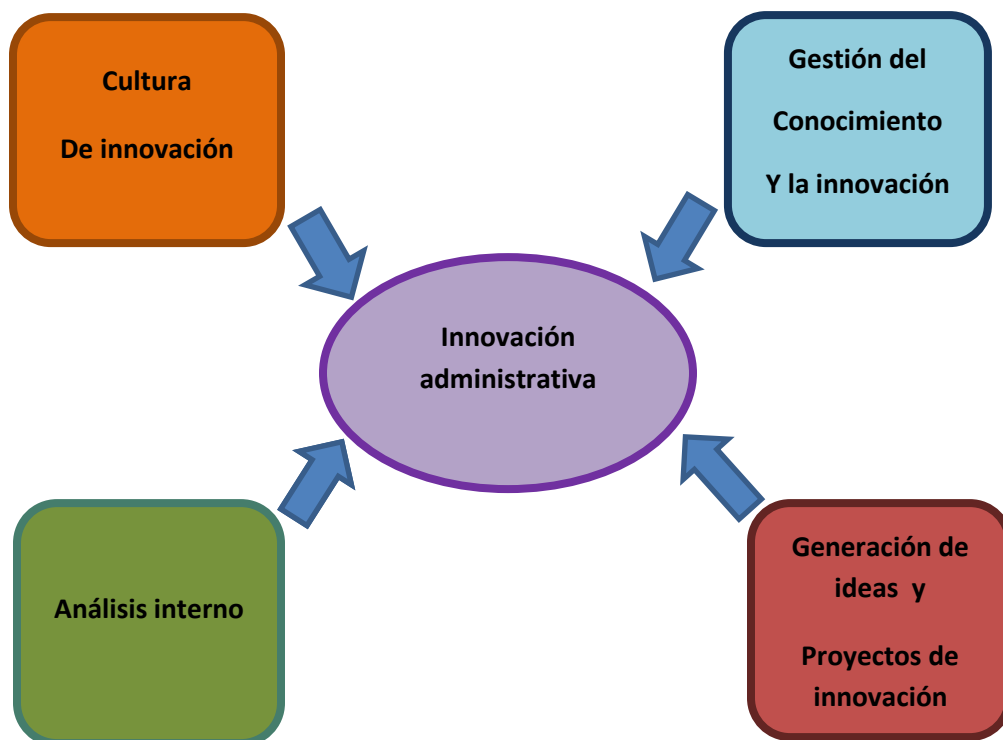 Cultura
De innovación
Gestión del
Conocimiento
Y la innovación
Innovación
administrativa
Análisis interno
Generación de
ideas y
Proyectos de
innovación